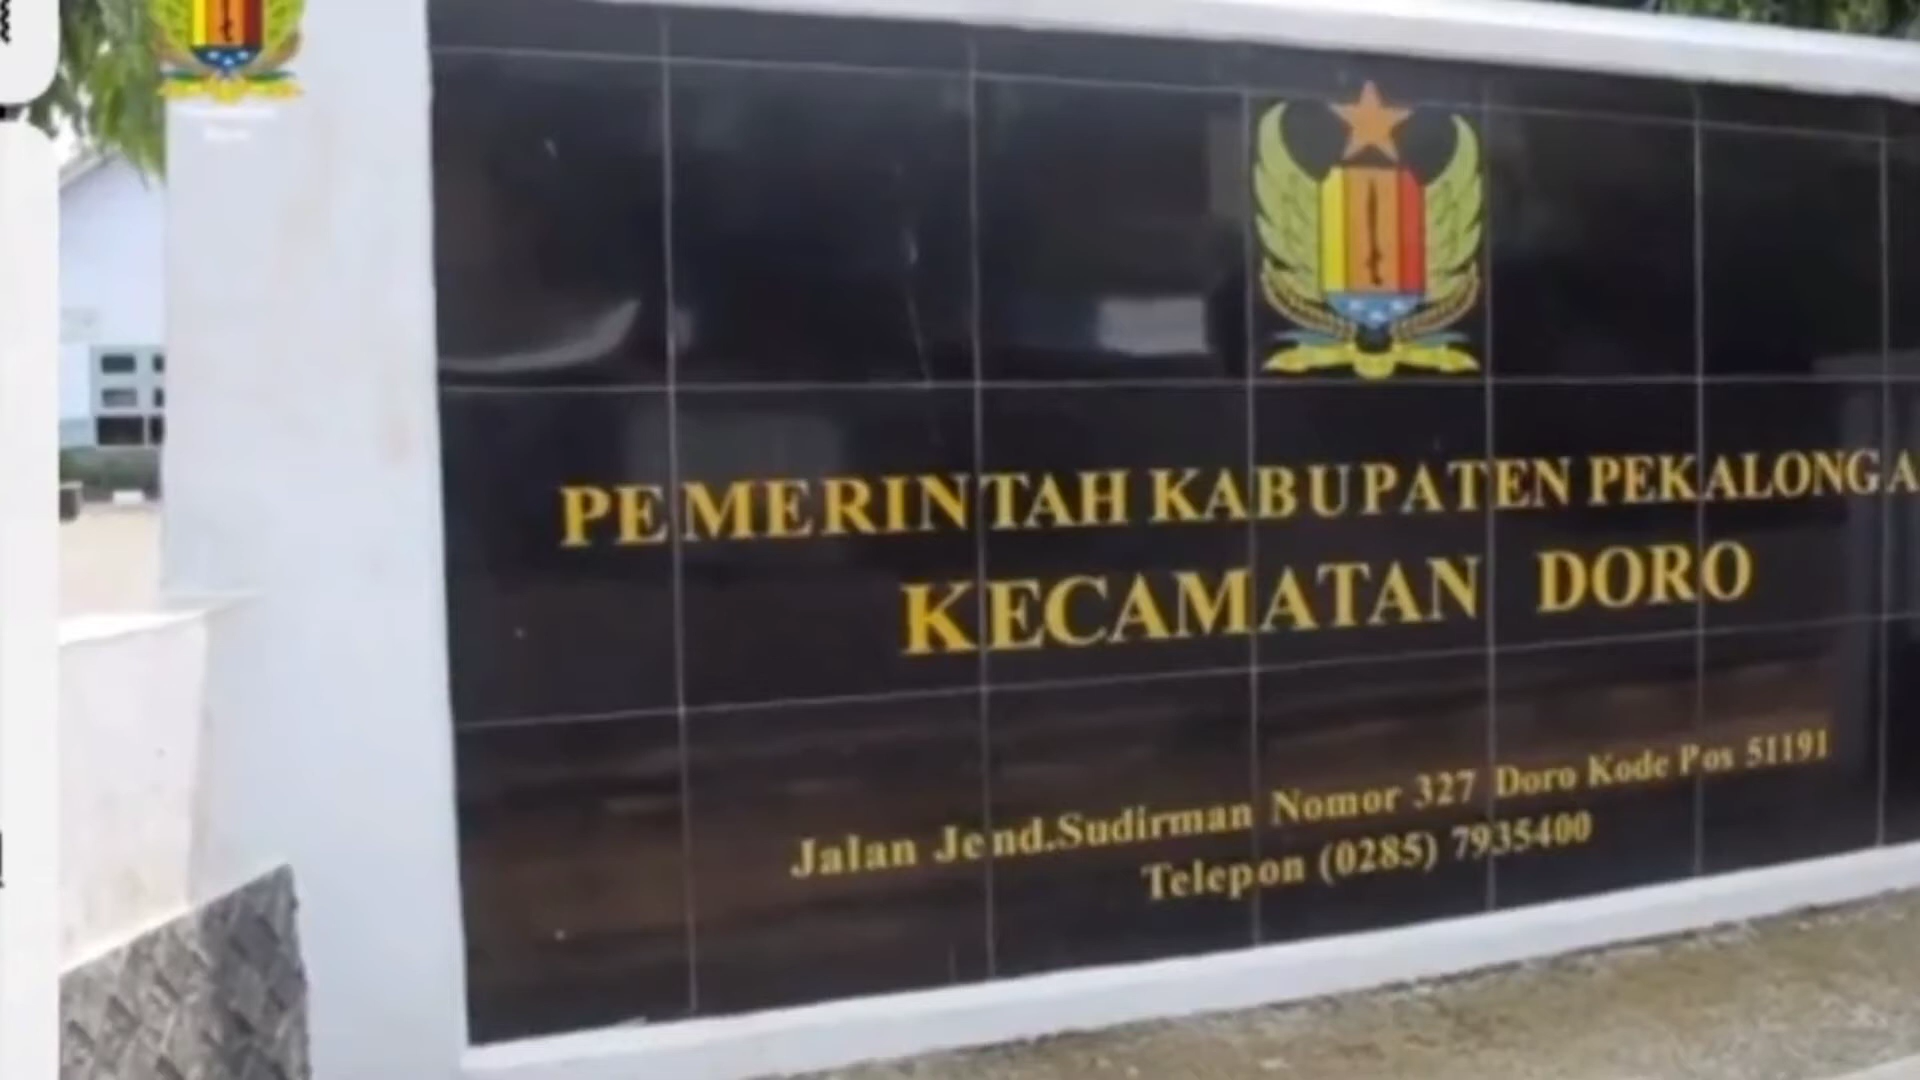 PEMERINTAH KABUPATEN PEKALONGA
KECAMATAN DORO
Jalan Jend.Sudirman Nomor 327 Doro Kode Pos 51191
Telepon (0285) 7935400